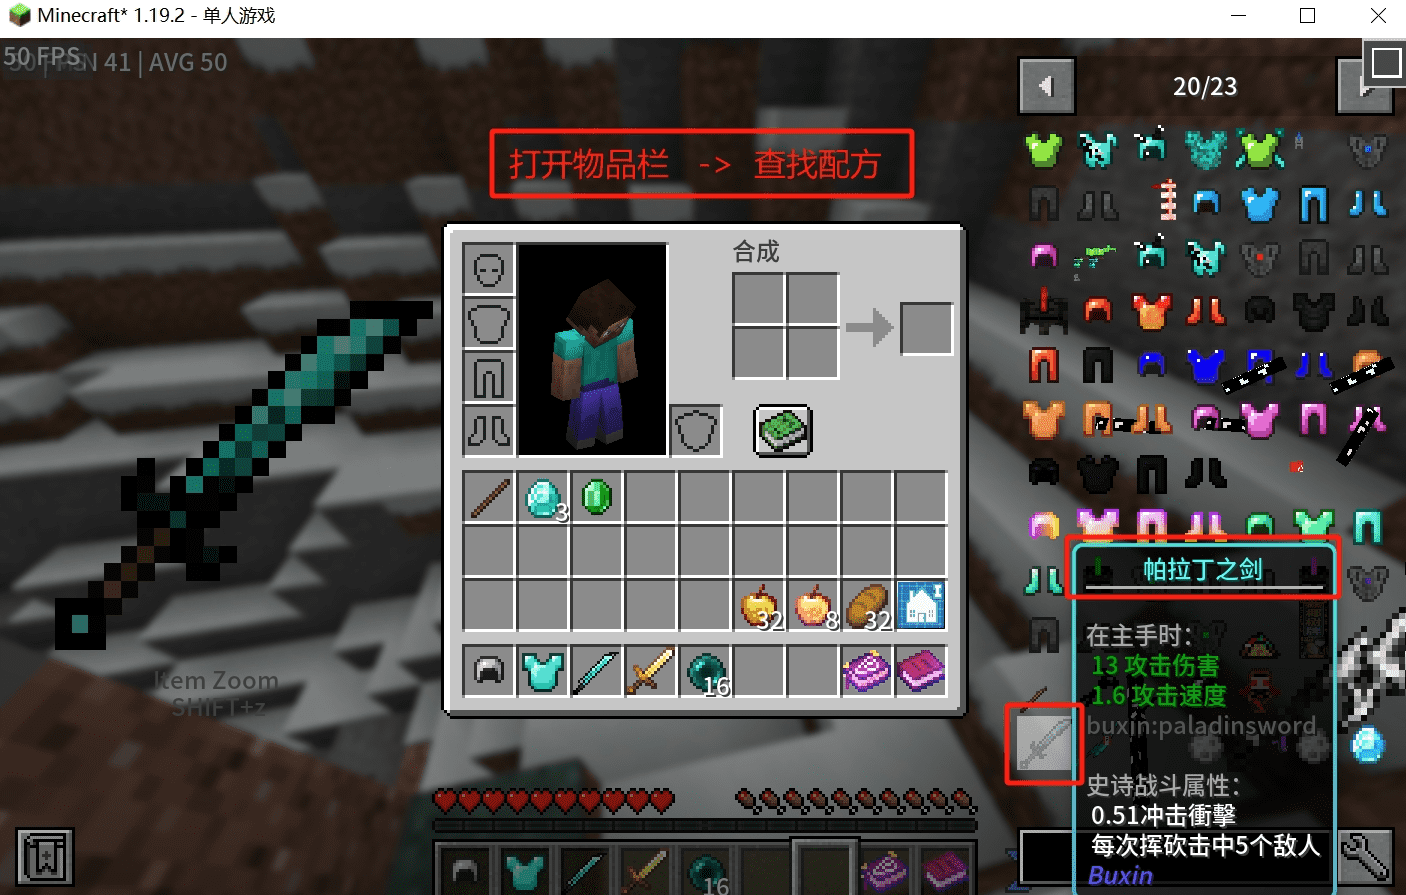 Minecraft* 1.19.2 - 单人游戏
50 FPS
41 | AVG 50
20/23
打开物品栏 -> 查找配方
合成
3
32
8
32
16
帕拉丁之剑
在主手时：
13 攻击伤害
1.6 攻击速度
buxin:paladinsword
Item Zoom
SHIFT+z
史诗战斗属性：
0.51冲击衝擊
每次挥砍击中5个敌人
Buxin
16